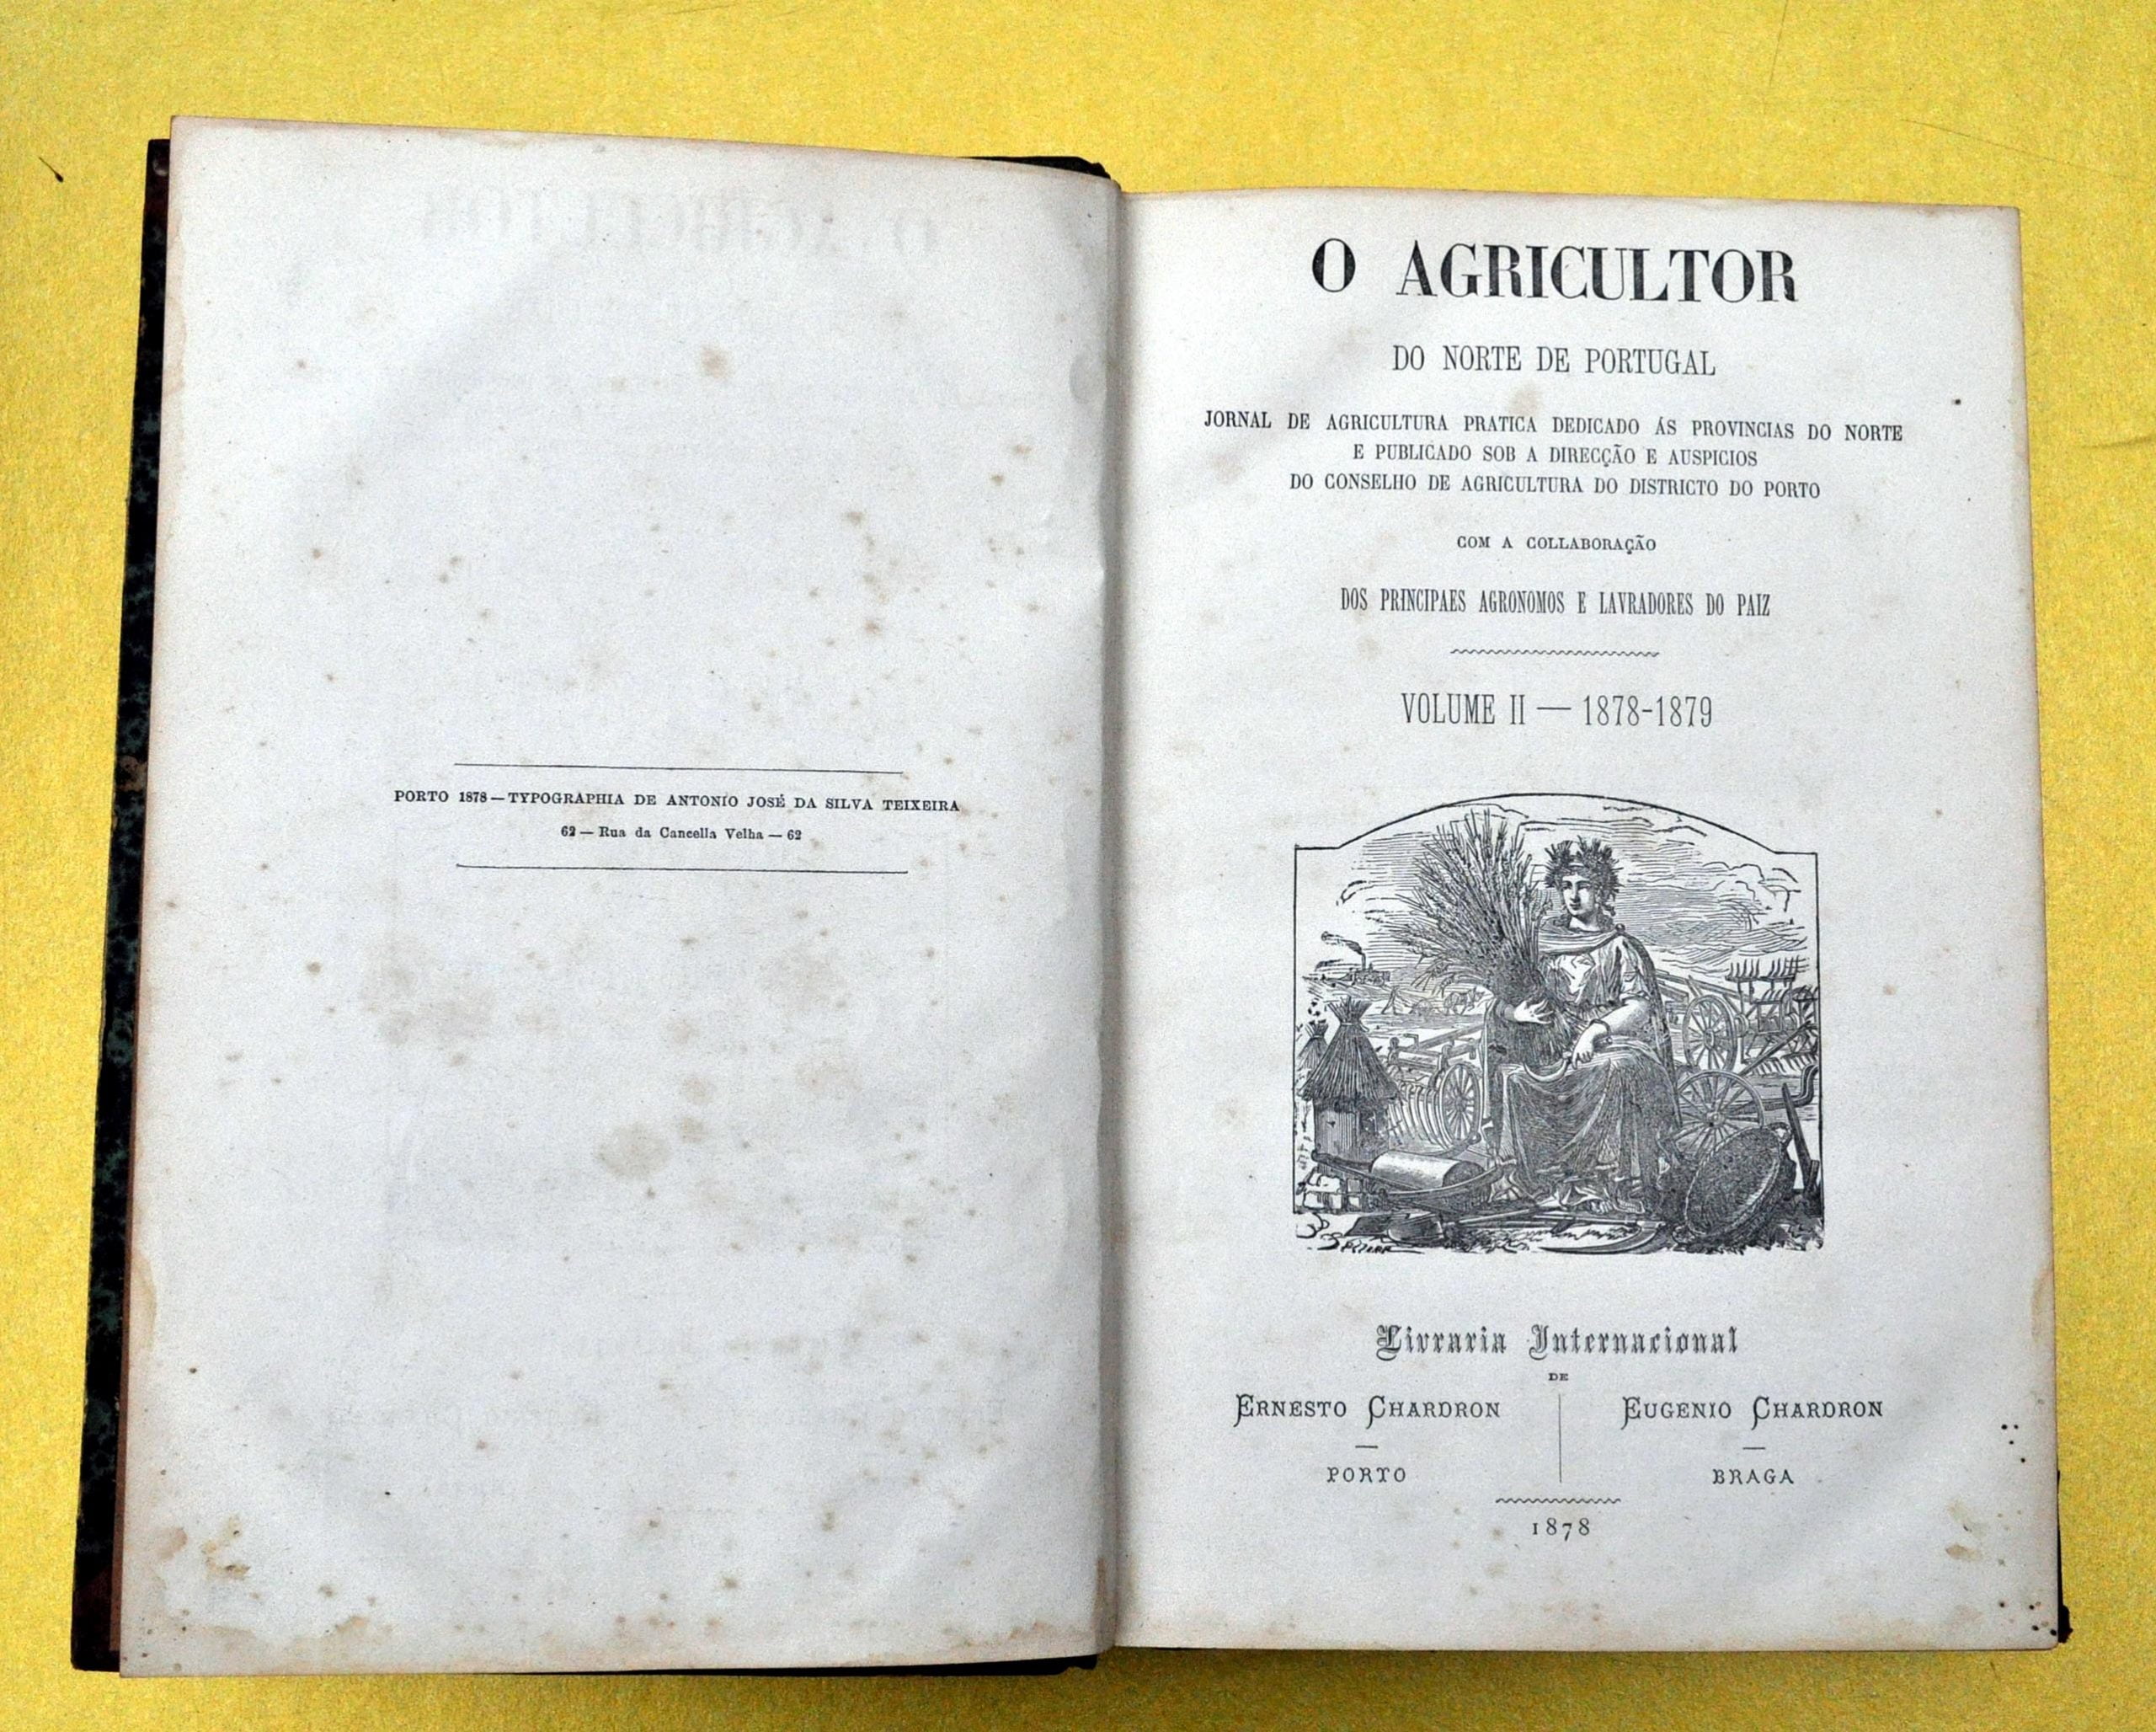 PORTO 1878 — TYPOGRAPHIA DE ANTONIO JOSÉ DA SILVA TEIXEIRA
62 — Rua da Cancella Velha — 62
O AGRICULTOR
DO NORTE DE PORTUGAL
JORNAL DE AGRICULTURA PRATICA DEDICADO ÁS PROVINCIAS DO NORTE
E PUBLICADO SOB A DIRECÇÃO E AUSPICIOS
DO CONSELHO DE AGRICULTURA DO DISTRICTO DO PORTO
COM A COLLABORAÇÃO
DOS PRINCIPAES AGRONOMOS E LAVRADORES DO PAIZ
VOLUME II — 1878-1879
Livraria Internacional
DE
ERNESTO CHARDRON
PORTO
EUGENIO CHARDRON
BRAGA
1878